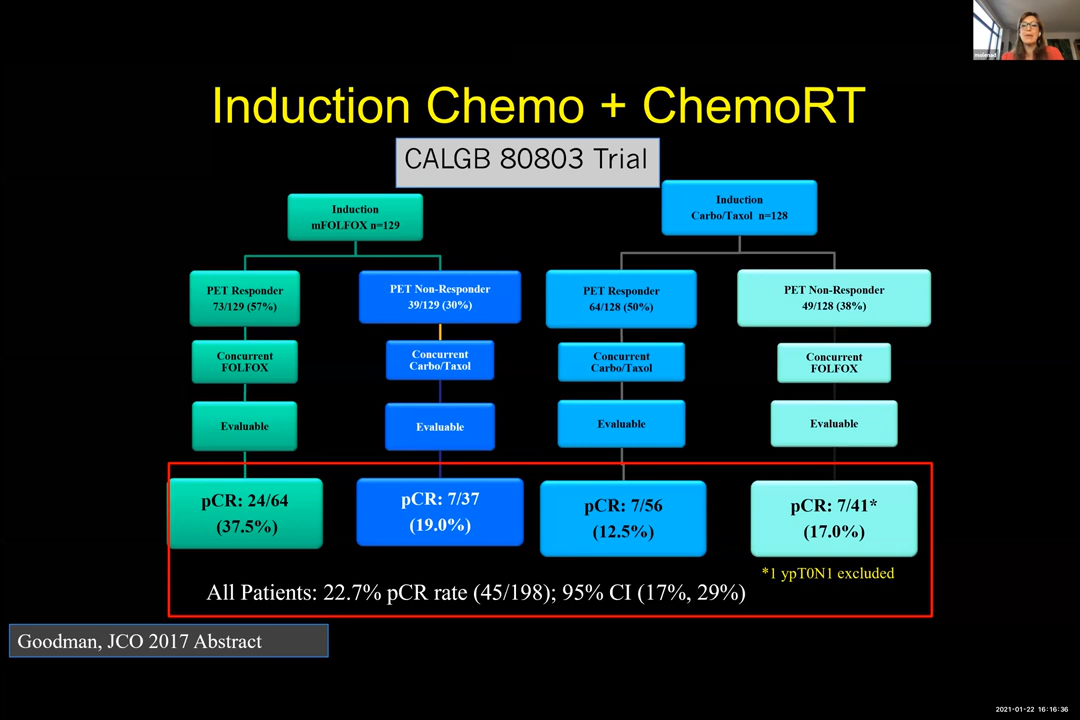 Induction Chemo + ChemoRT
CALGB 80803 Trial
Induction
mFOLFOX n=129
Induction
Carbo/Taxol n=128
PET Responder
73/129 (57%)
PET Non-Responder
39/129 (30%)
PET Responder
64/128 (50%)
PET Non-Responder
49/128 (38%)
Concurrent
FOLFOX
Concurrent
Carbo/Taxol
Concurrent
Carbo/Taxol
Concurrent
FOLFOX
Evaluable
Evaluable
Evaluable
Evaluable
pCR: 24/64
(37.5%)
pCR: 7/37
(19.0%)
pCR: 7/56
(12.5%)
pCR: 7/41*
(17.0%)
*1 ypT0N1 excluded
All Patients: 22.7% pCR rate (45/198); 95% CI (17%, 29%)
Goodman, JCO 2017 Abstract
2021-01-22 16:16:36